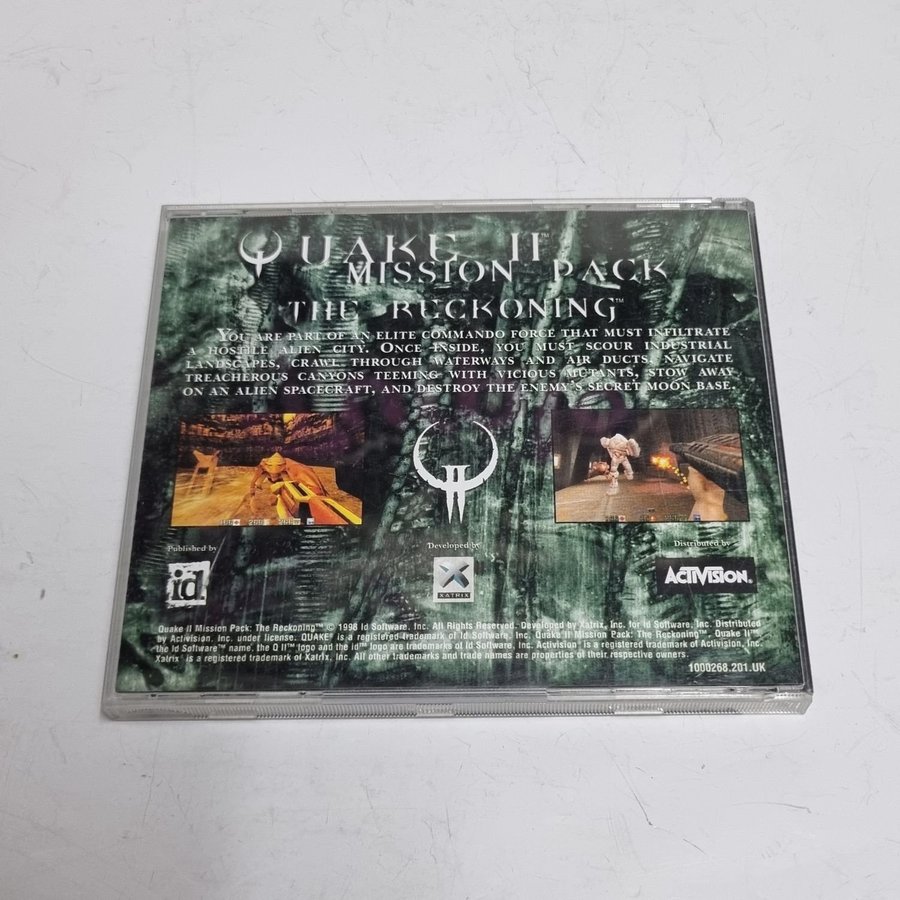 QUAKE II™
MISSION PACK
THE RECKONING™
YOU ARE PART OF AN ELITE COMMANDO FORCE THAT MUST INFILTRATE
A HOSTILE ALIEN CITY. ONCE INSIDE, YOU MUST SCOUR INDUSTRIAL
LANDSCAPES, CRAWL THROUGH WATERWAYS AND AIR DUCTS, NAVIGATE
TREACHEROUS CANYONS TEEMING WITH VICIOUS MUTANTS, STOW AWAY
ON AN ALIEN SPACECRAFT, AND DESTROY THE ENEMY'S SECRET MOON BASE.
II
Published by
id
Developed by
XATRIX
Distributed by
ACTIVISION®
Quake II Mission Pack: The Reckoning™ © 1998 Id Software, Inc. All Rights Reserved. Developed by Xatrix, Inc. for Id Software, Inc. Distributed
by Activision, Inc. under license. QUAKE® is a registered trademark of Id Software, Inc. Quake II Mission Pack: The Reckoning™, Quake II™,
the Id Software™ name, the Q II™ logo and the id™ logo are trademarks of Id Software, Inc. Activision® is a registered trademark of Activision, Inc.
Xatrix® is a registered trademark of Xatrix, Inc. All other trademarks and trade names are properties of their respective owners.
1000268.201.UK